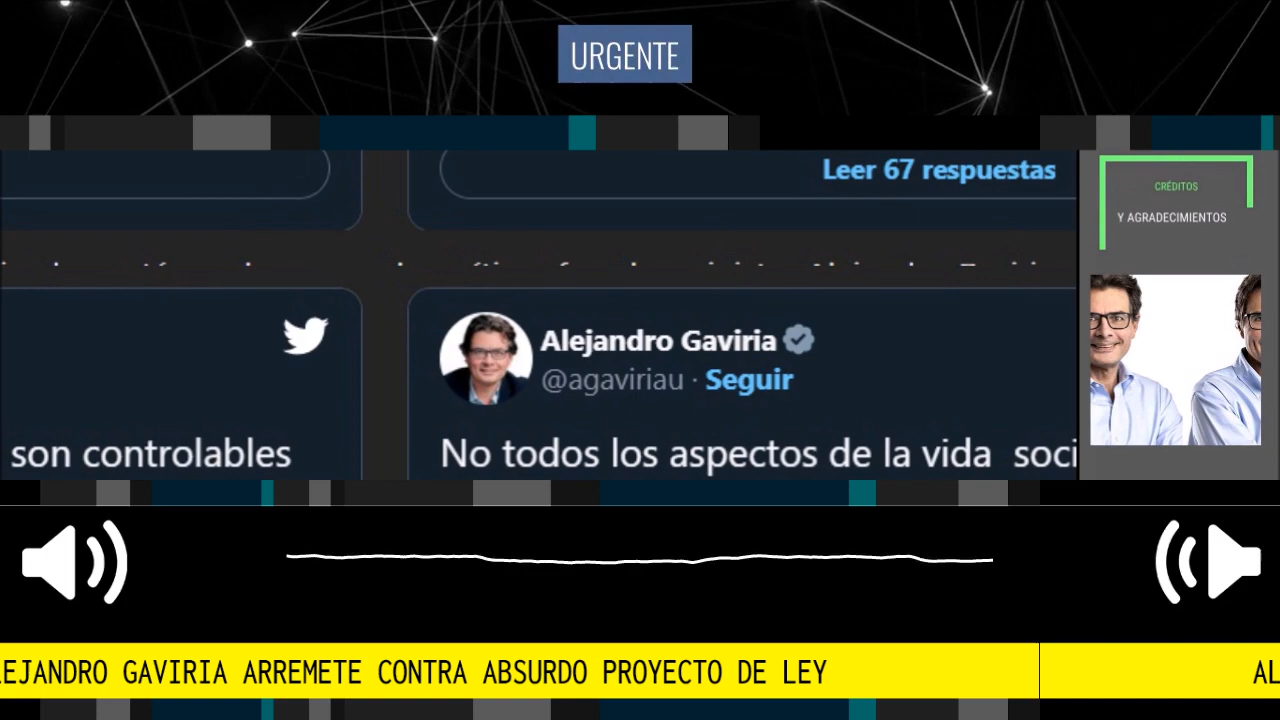 URGENTE
Leer 67 respuestas
CRÉDITOS
Y AGRADECIMIENTOS
Alejandro Gaviria
@agaviriau · Seguir
son controlables
No todos los aspectos de la vida soci
EJANDRO GAVIRIA ARREMETE CONTRA ABSURDO PROYECTO DE LEY
AL